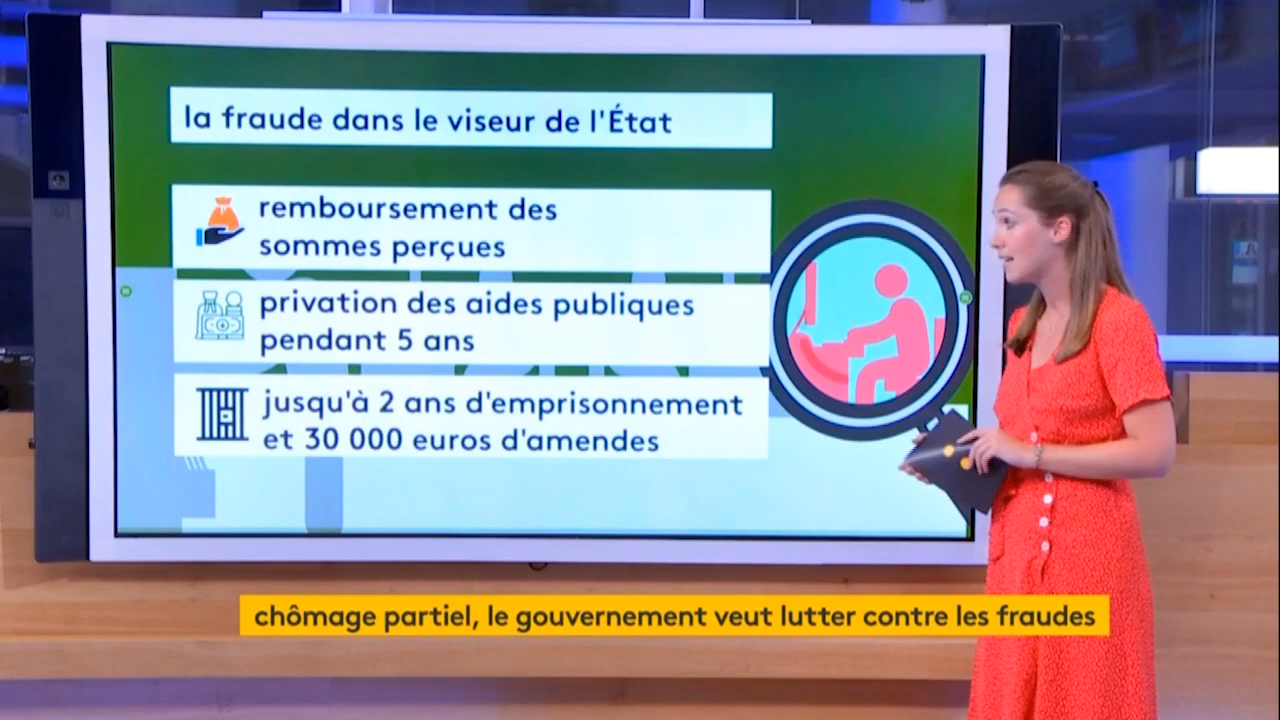 la fraude dans le viseur de l'État
remboursement des
sommes perçues
privation des aides publiques
pendant 5 ans
jusqu'à 2 ans d'emprisonnement
et 30 000 euros d'amendes
chômage partiel, le gouvernement veut lutter contre les fraudes